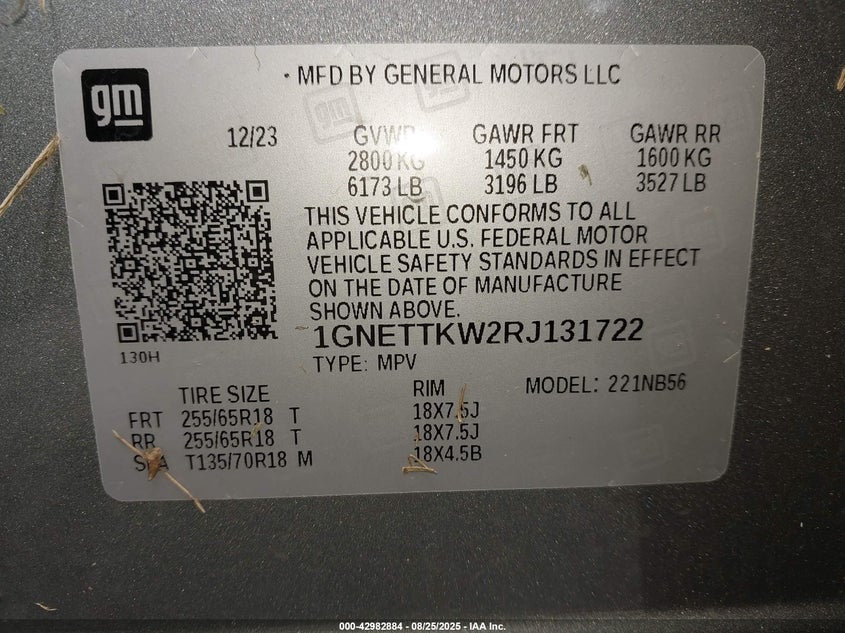 gm
• MFD BY GENERAL MOTORS LLC
12/23 GVWR GAWR FRT GAWR RR
2800 KG 1450 KG 1600 KG
6173 LB 3196 LB 3527 LB
THIS VEHICLE CONFORMS TO ALL
APPLICABLE U.S. FEDERAL MOTOR
VEHICLE SAFETY STANDARDS IN EFFECT
ON THE DATE OF MANUFACTURE
SHOWN ABOVE.
1GNETTKW2RJ131722
130H
TYPE: MPV
TIRE SIZE RIM MODEL: 221NB56
FRT 255/65R18 T 18X7.5J
RR 255/65R18 T 18X7.5J
T135/70R18 M 18X4.5B
000-42982884 - 08/25/2025 - IAA Inc.